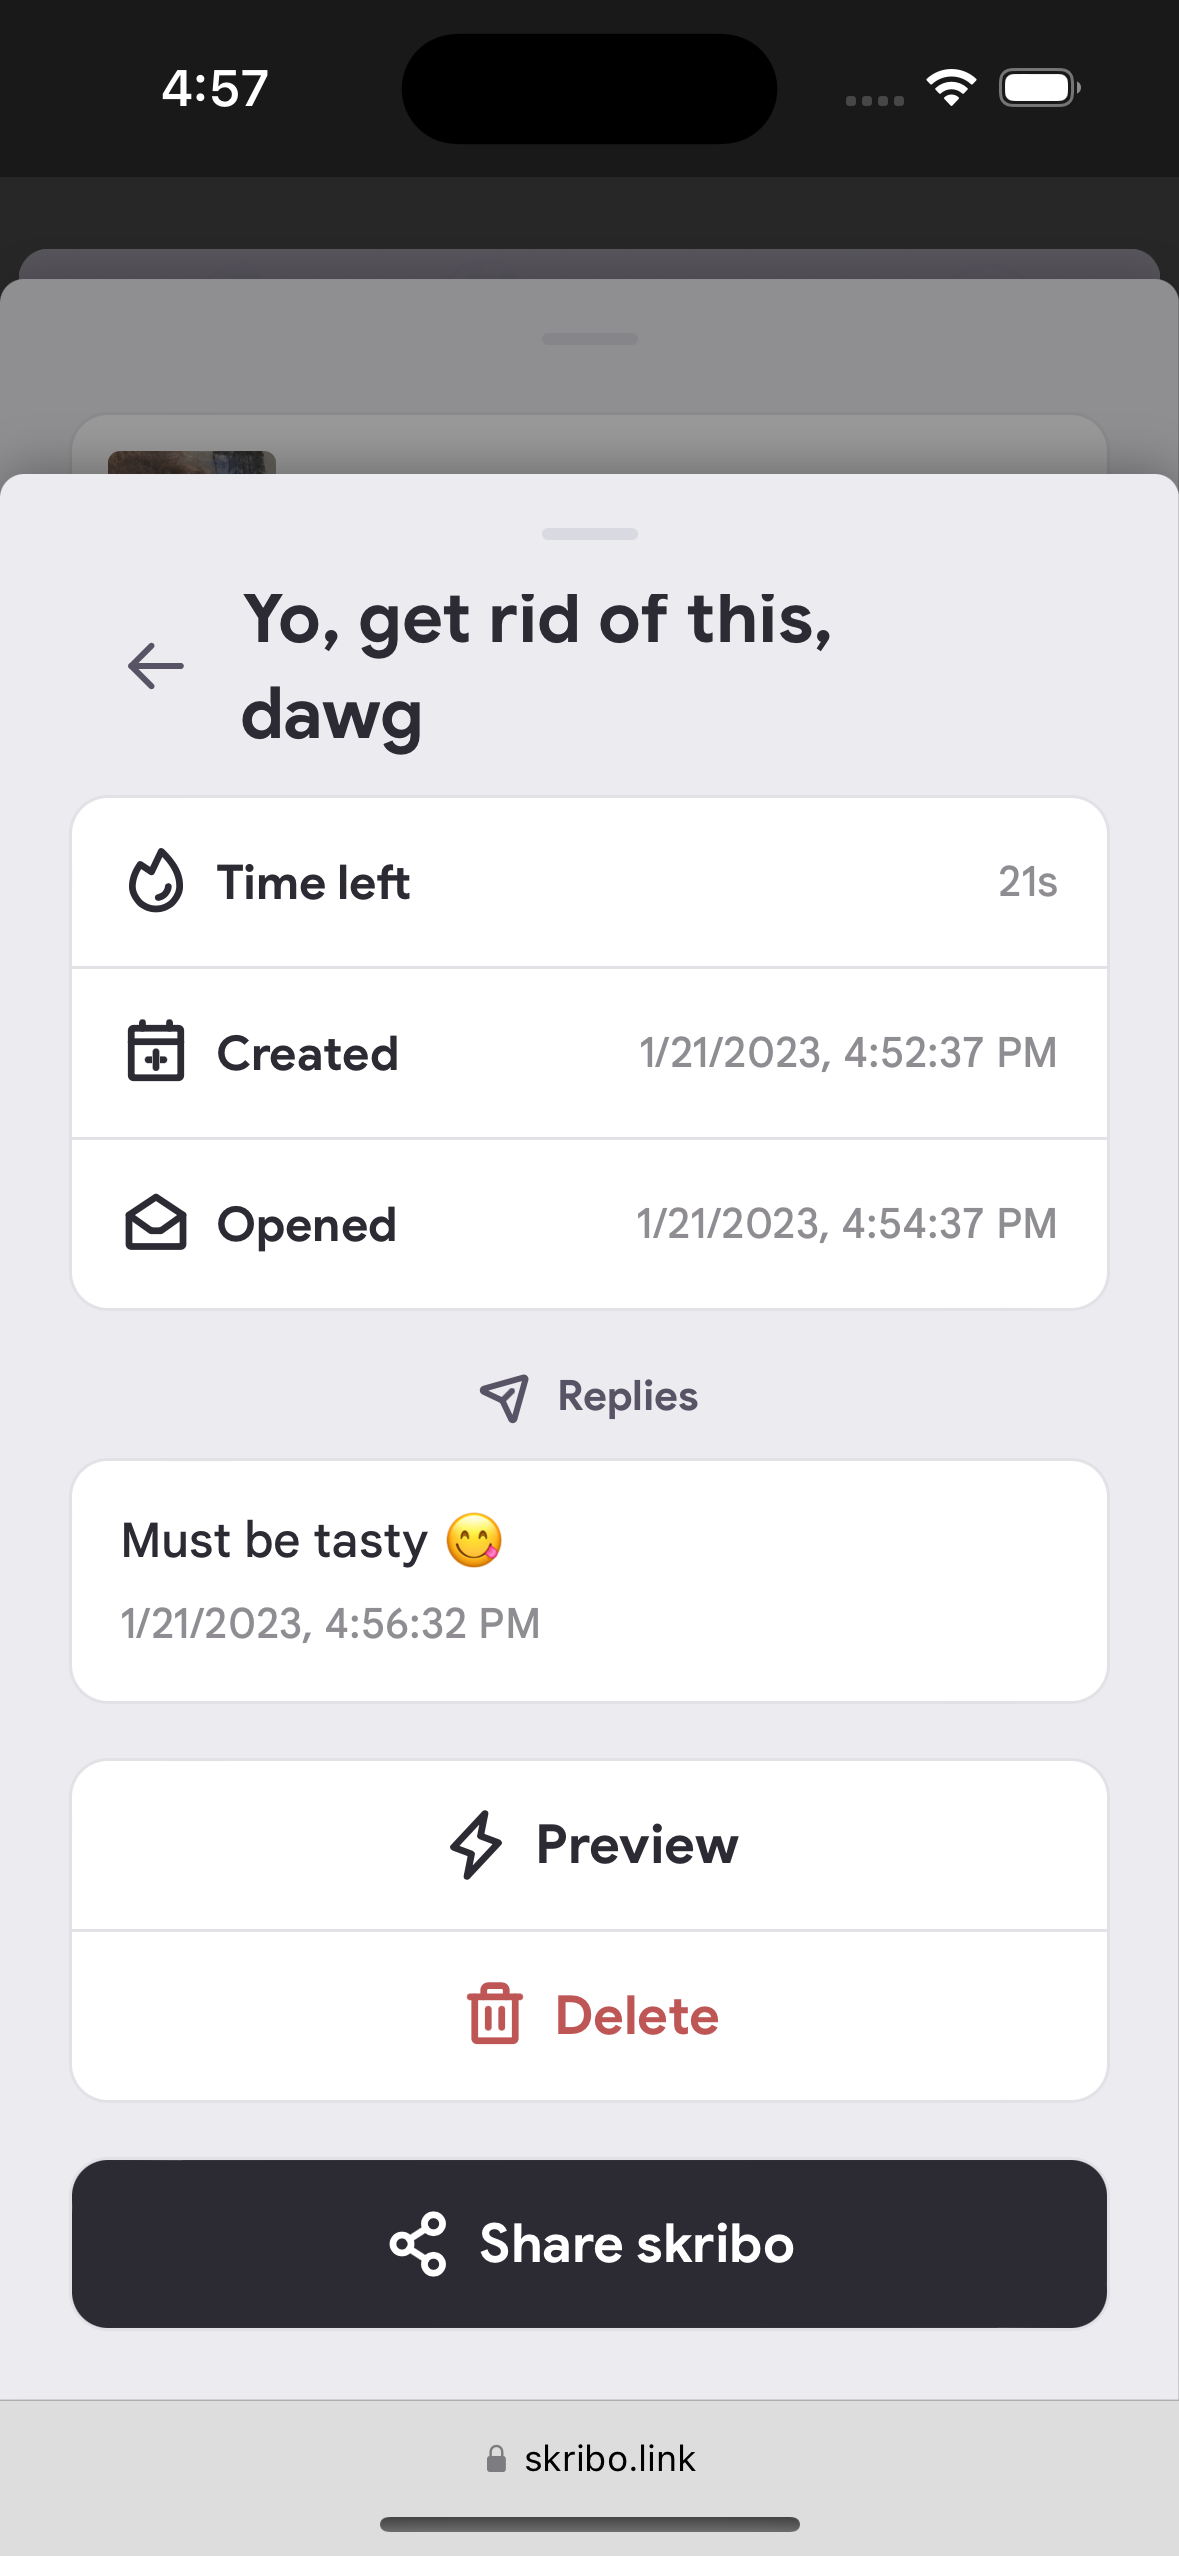 4:57
Yo, get rid of this,
dawg
Time left
21s
Created
1/21/2023, 4:52:37 PM
Opened
1/21/2023, 4:54:37 PM
Replies
Must be tasty 😋
1/21/2023, 4:56:32 PM
Preview
Delete
Share skribo
skribo.link